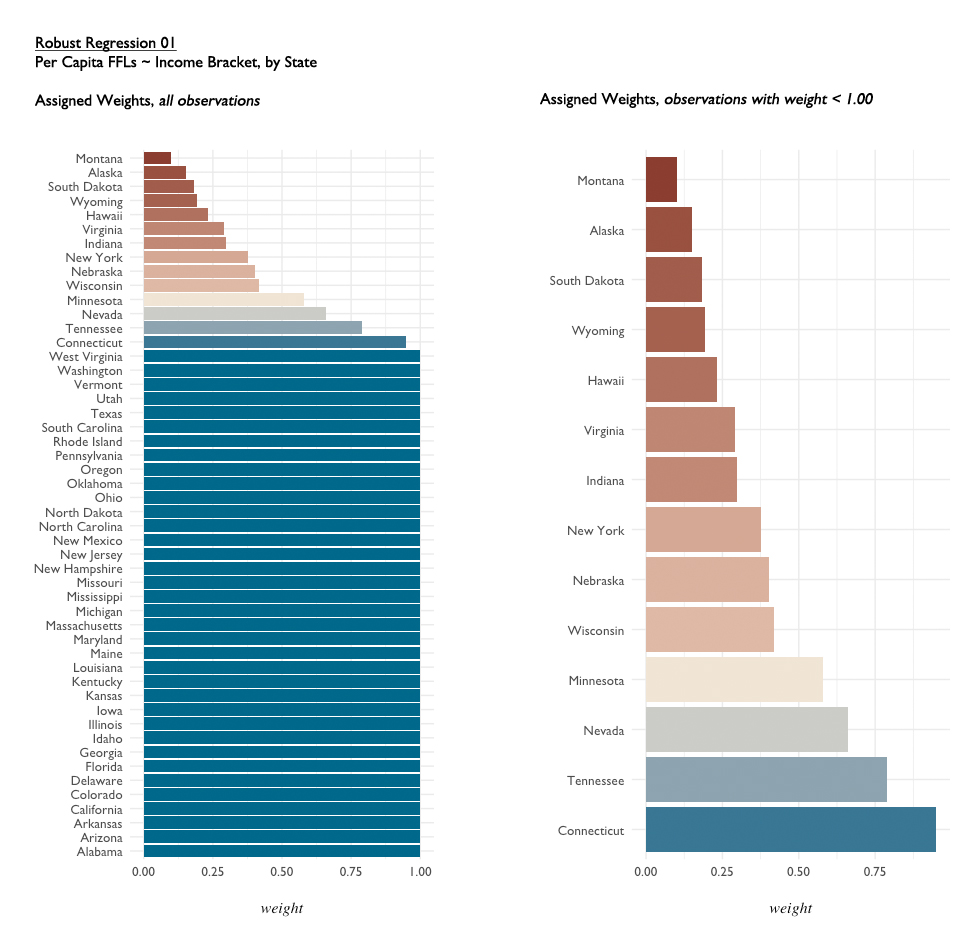 Robust Regression 01
Per Capita FFLs ~ Income Bracket, by State
Assigned Weights, all observations
Montana
Alaska
South Dakota
Wyoming
Hawaii
Virginia
Indiana
New York
Nebraska
Wisconsin
Minnesota
Nevada
Tennessee
Connecticut
West Virginia
Washington
Vermont
Utah
Texas
South Carolina
Rhode Island
Pennsylvania
Oregon
Oklahoma
Ohio
North Dakota
North Carolina
New Mexico
New Jersey
New Hampshire
Missouri
Mississippi
Michigan
Massachusetts
Maryland
Maine
Louisiana
Kentucky
Kansas
Iowa
Illinois
Idaho
Georgia
Florida
Delaware
Colorado
California
Arkansas
Arizona
Alabama
0.00 0.25 0.50 0.75 1.00
weight
Assigned Weights, observations with weight < 1.00
Montana
Alaska
South Dakota
Wyoming
Hawaii
Virginia
Indiana
New York
Nebraska
Wisconsin
Minnesota
Nevada
Tennessee
Connecticut
0.00 0.25 0.50 0.75
weight